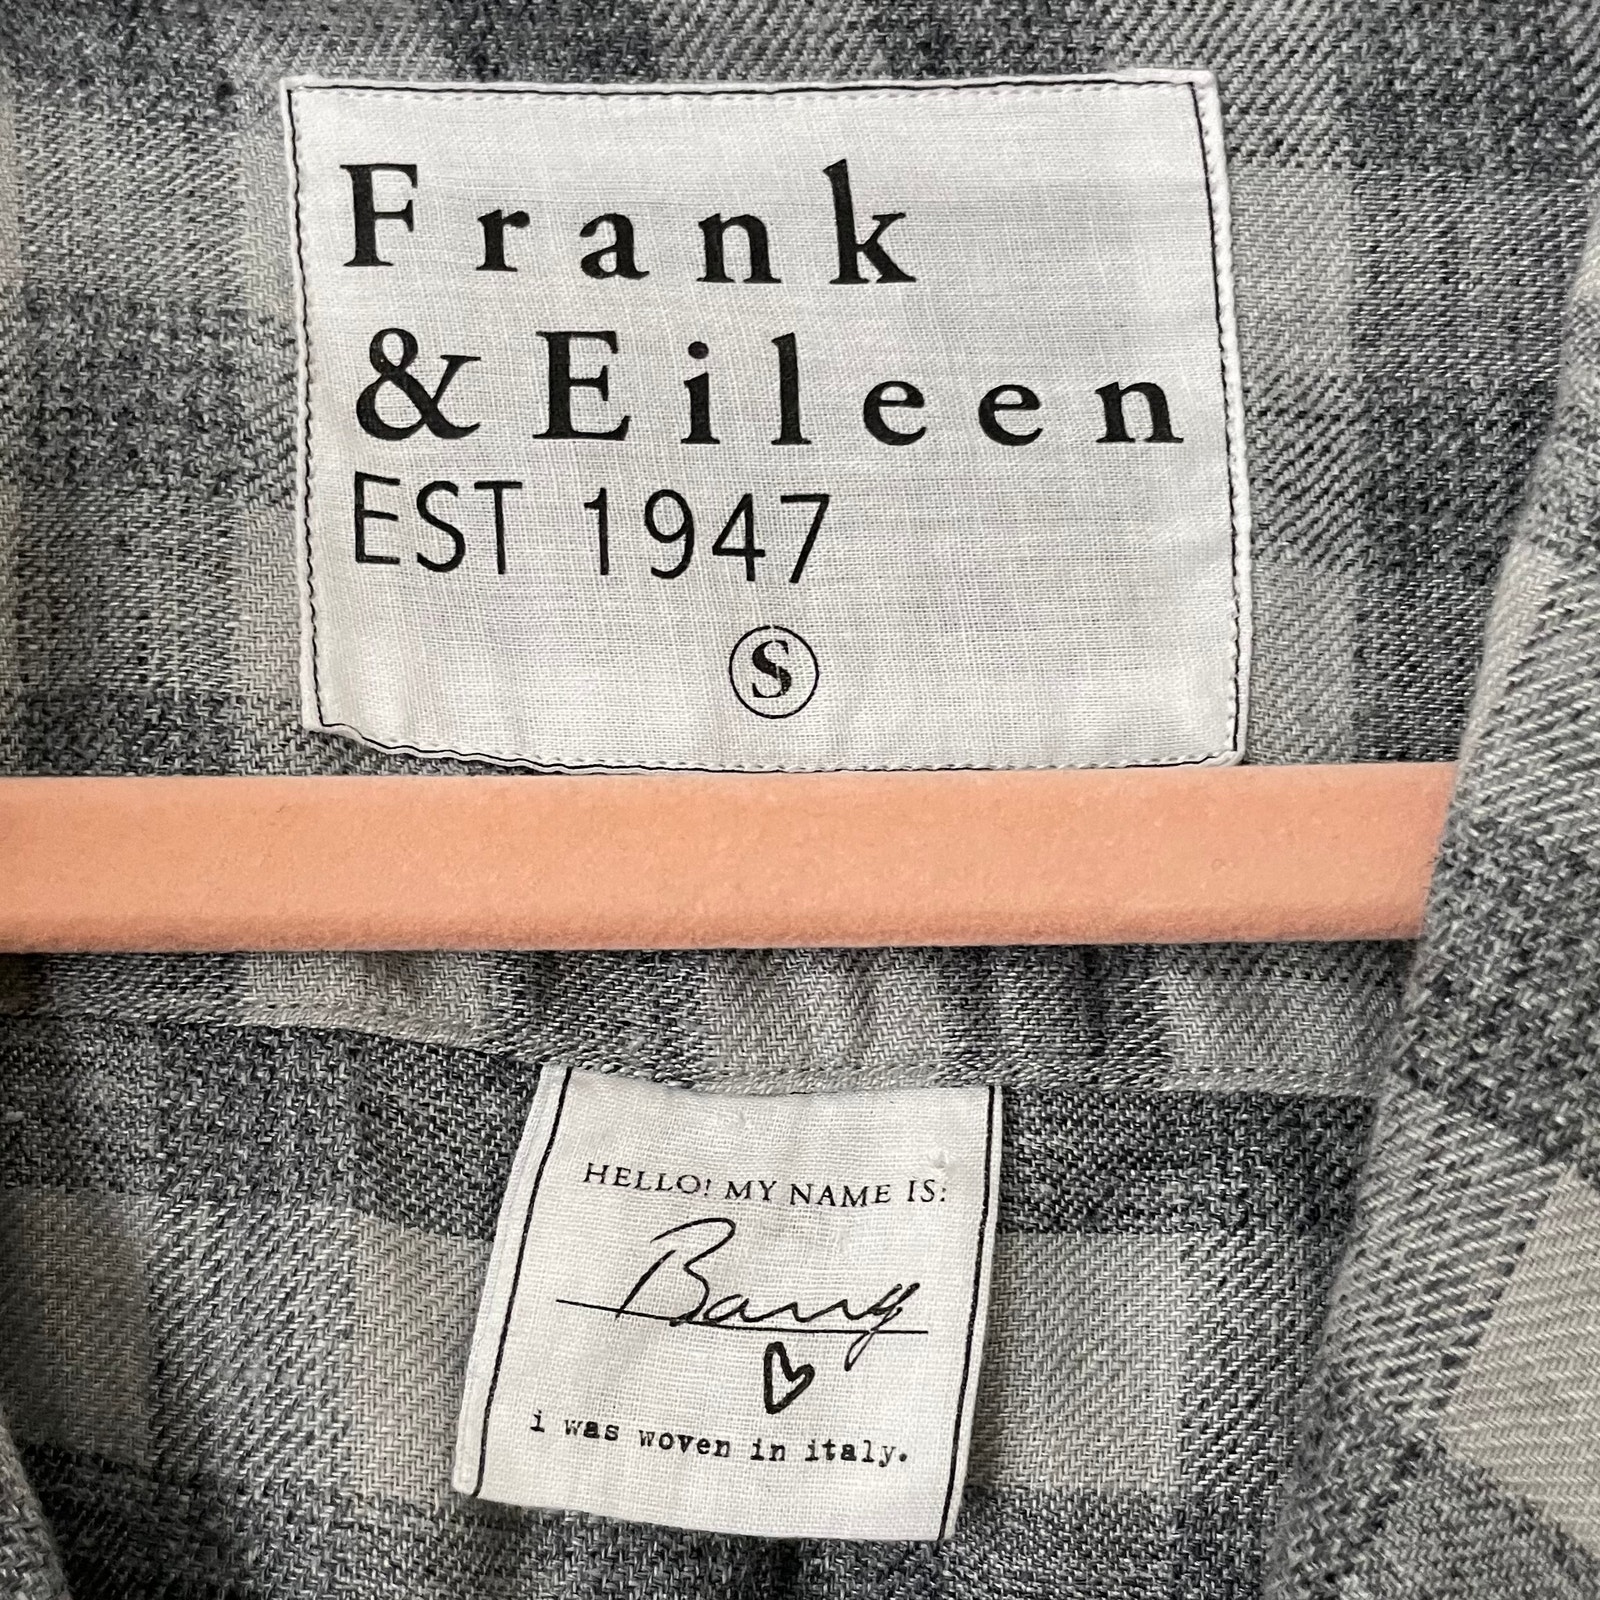 Frank
& Eileen
EST 1947
S
HELLO! MY NAME IS:
Barry
i was woven in italy.